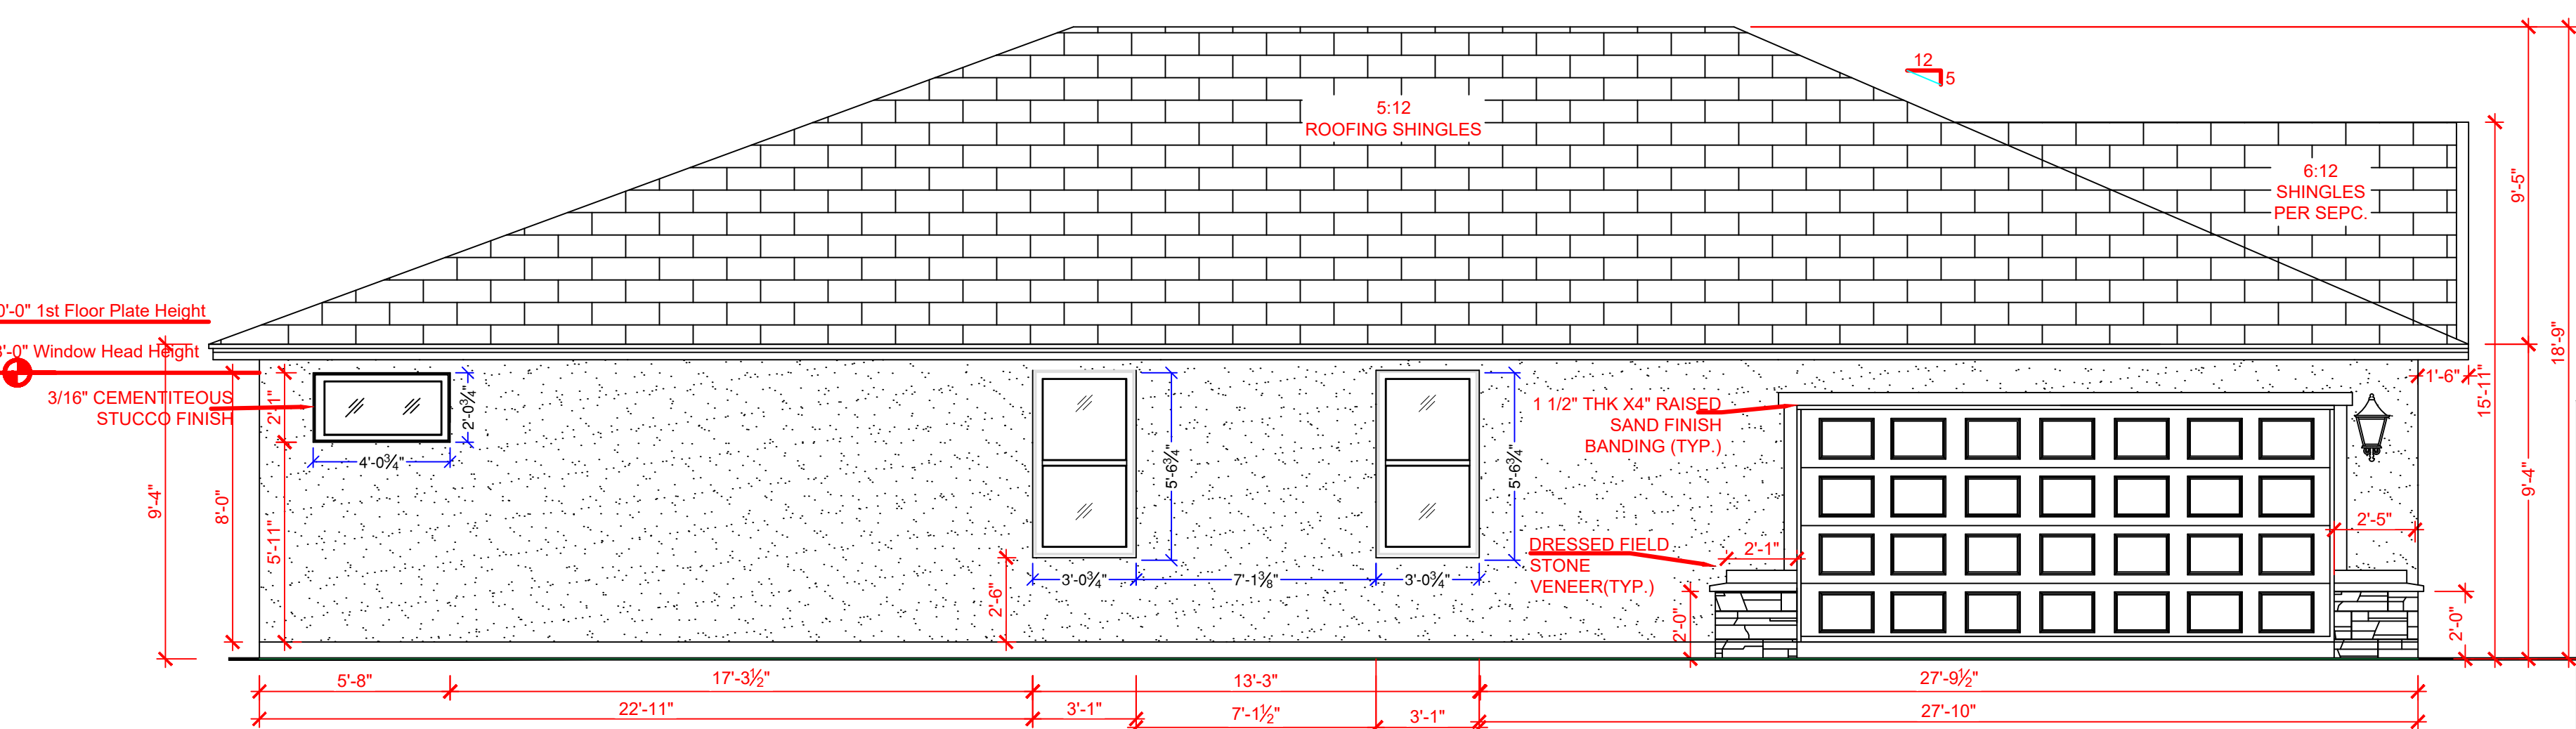 12
5
5:12
ROOFING SHINGLES
6:12
SHINGLES
PER SEPC.
9'-5"
18'-9"
0'-0" 1st Floor Plate Height
3'-0" Window Head Height
3/16" CEMENTITEOUS
STUCCO FINISH
2'-1"
2'-0¾"
4'-0¾"
9'-4"
8'-0"
5'-11"
5'-6¾"
5'-6¾"
3'-0¾"
7'-1⅜"
3'-0¾"
2'-6"
1 1/2" THK X4" RAISED
SAND FINISH
BANDING (TYP.)
DRESSED FIELD
STONE
VENEER(TYP.)
2'-1"
2'-0"
1'-6"
15'-11"
9'-4"
2'-5"
2'-0"
5'-8"
17'-3½"
13'-3"
27'-9½"
22'-11"
3'-1"
7'-1½"
3'-1"
27'-10"